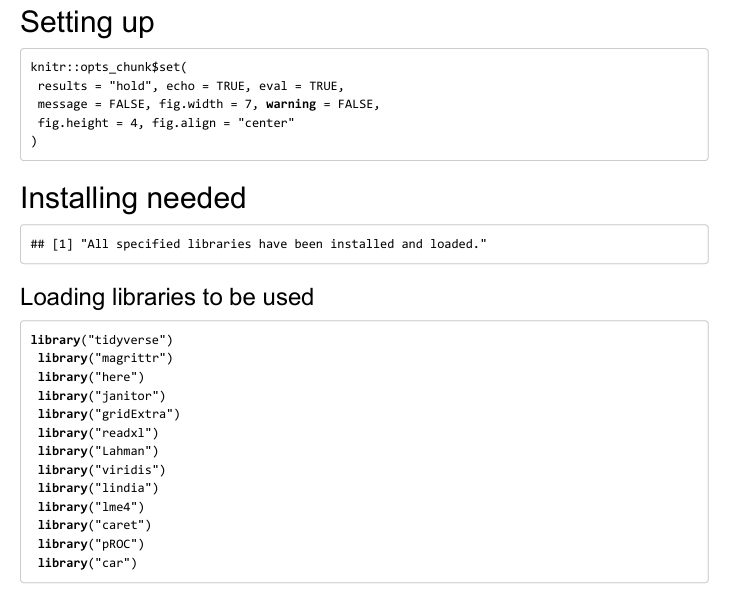 Setting up
knitr::opts_chunk$set(
results = "hold", echo = TRUE, eval = TRUE,
message = FALSE, fig.width = 7, warning = FALSE,
fig.height = 4, fig.align = "center"
)
Installing needed
## [1] "All specified libraries have been installed and loaded."
Loading libraries to be used
library("tidyverse")
library("magrittr")
library("here")
library("janitor")
library("gridExtra")
library("readxl")
library("Lahman")
library("viridis")
library("lindia")
library("lme4")
library("caret")
library("pROC")
library("car")